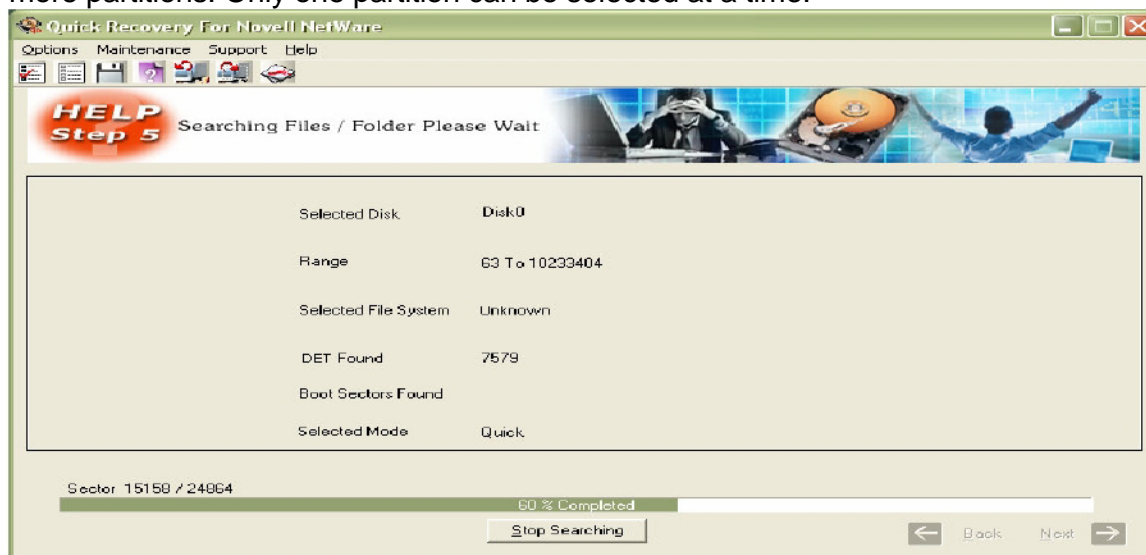 more partitions. Only one partition can be selected at a time.
Quick Recovery For Novell NetWare
Options Maintenance Support Help
HELP
Step 5
Searching Files / Folder Please Wait
Selected Disk Disk0
Range 63 To 10233404
Selected File System Unknown
DET Found 7579
Boot Sectors Found
Selected Mode Quick
Sector 15158 / 24864
60 % Completed
Stop Searching
Back Next